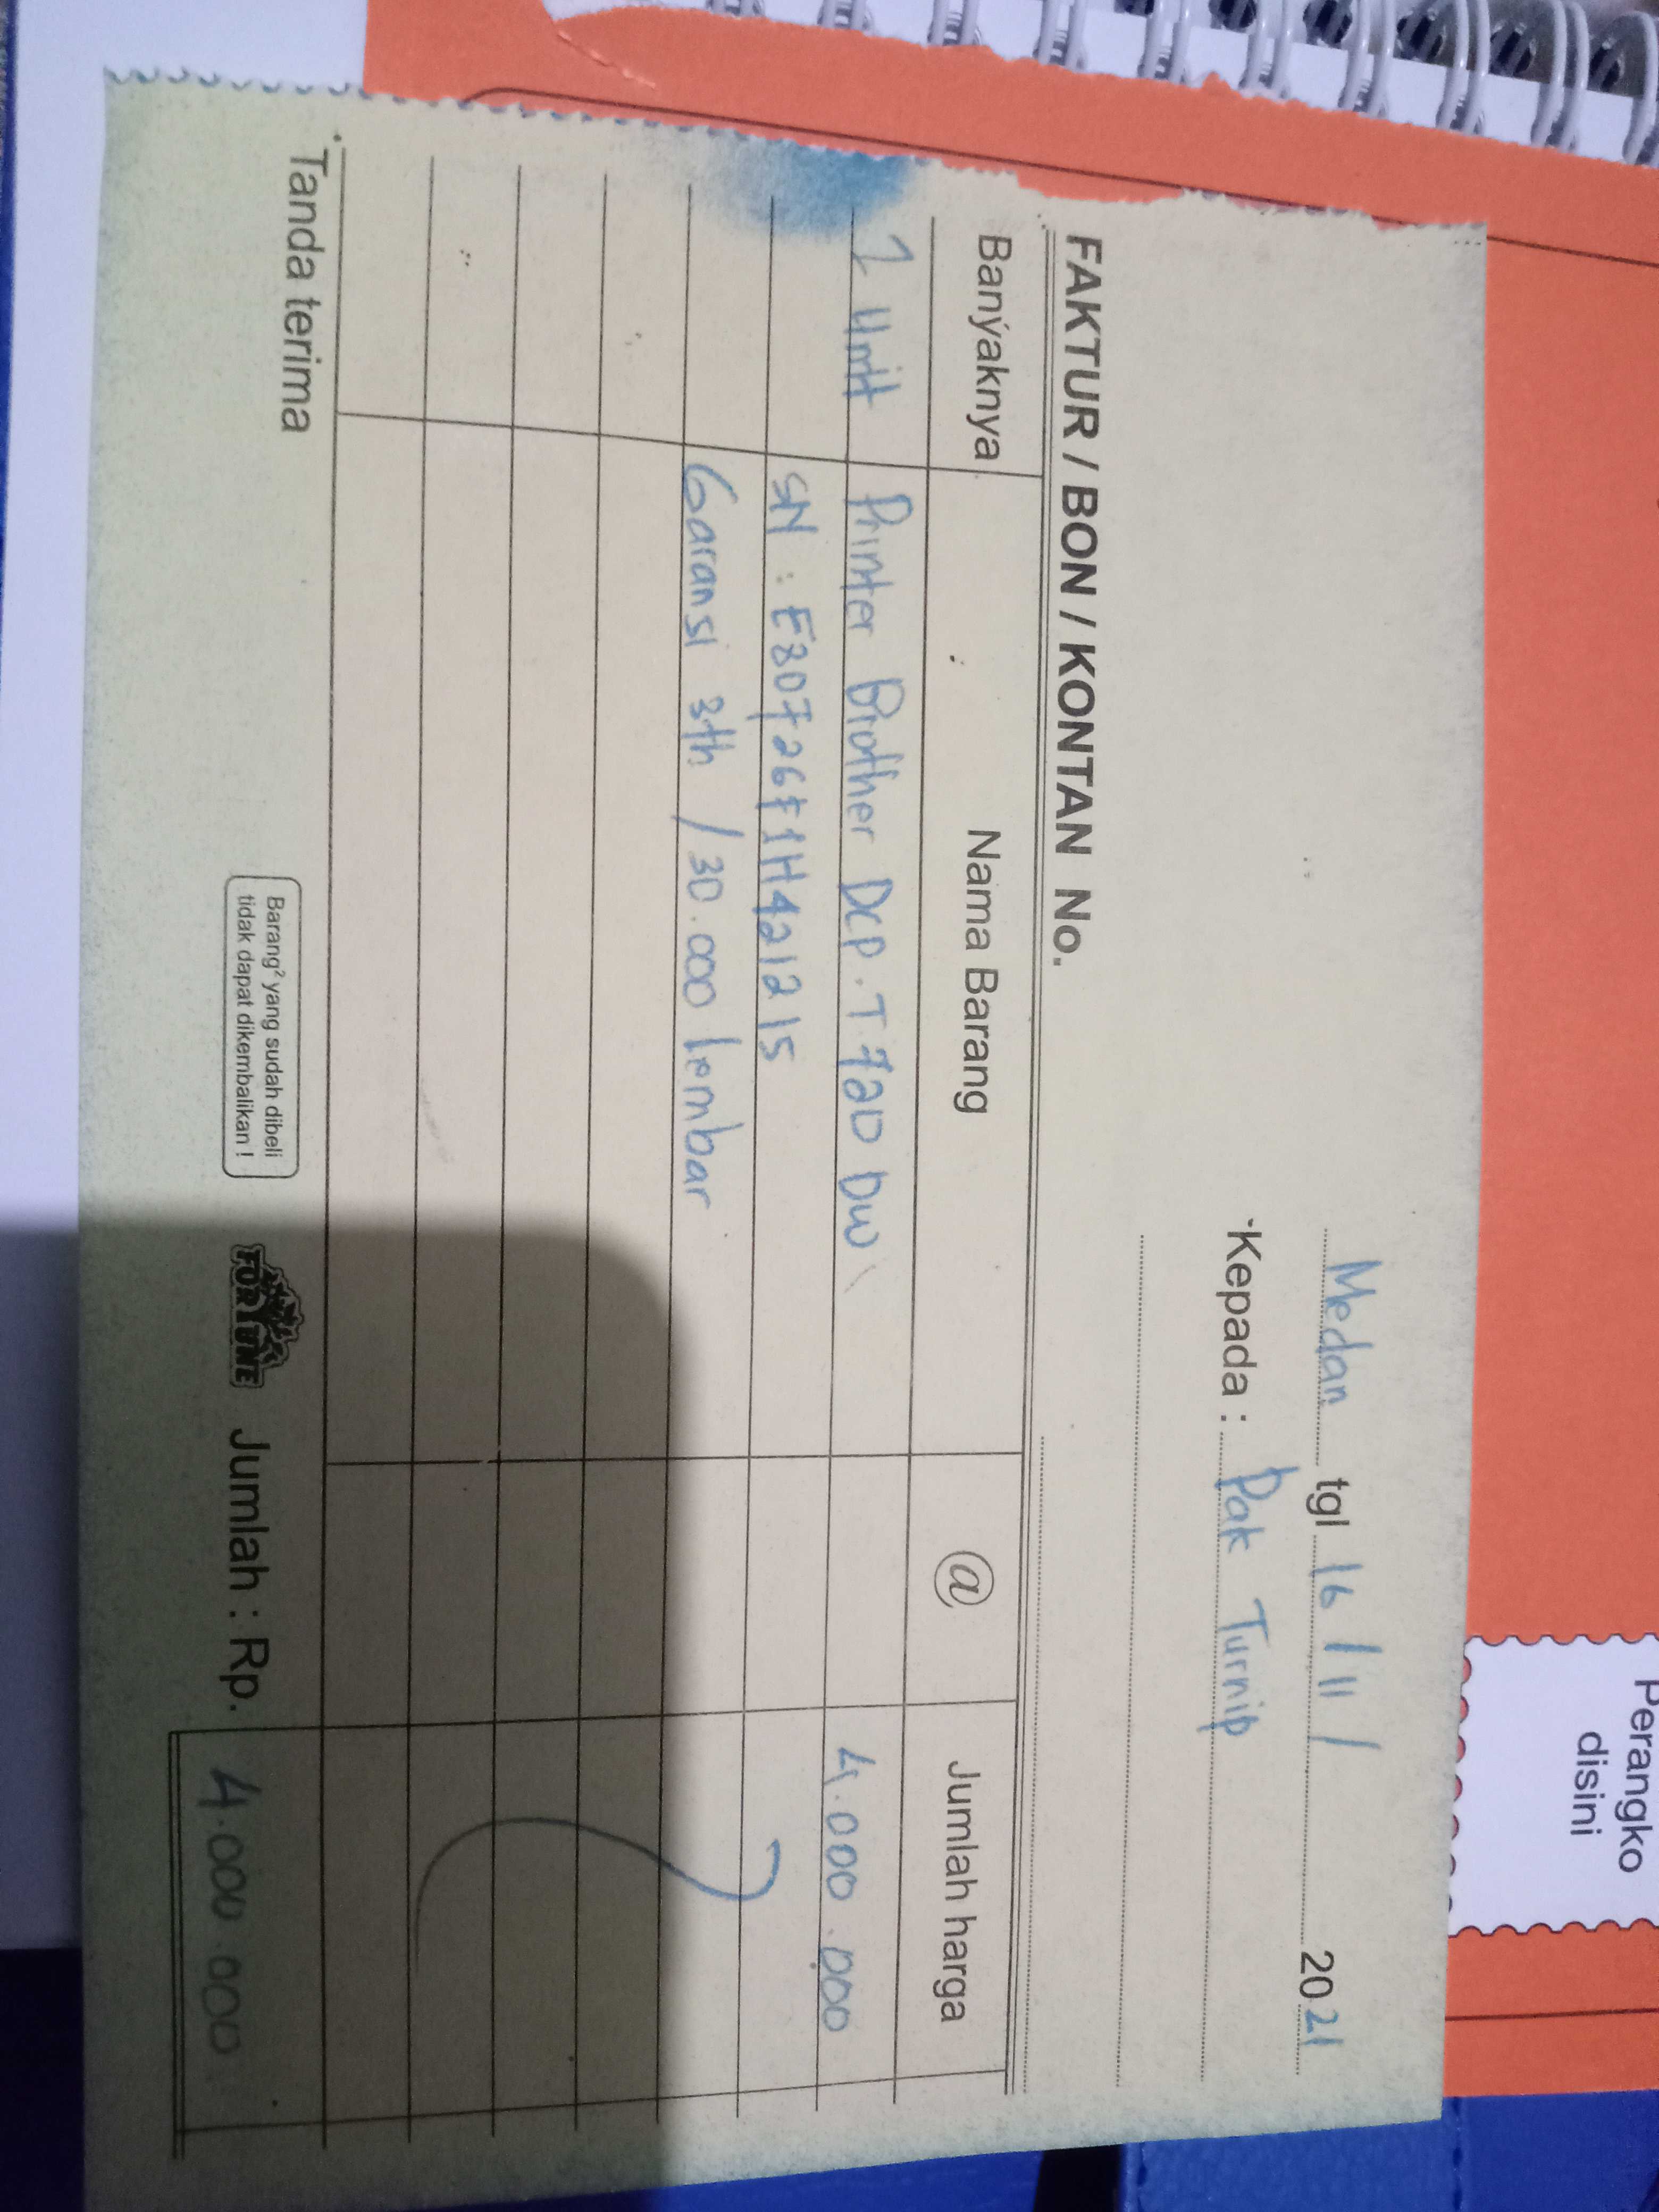 Medan tgl 16 / 11 / 2021
Kepada : Pak Turnip
FAKTUR / BON / KONTAN No.
Banyaknya Nama Barang @ Jumlah harga
1 Unit Printer Brother DCP.T720 DW 4.000.000
SN : E80726F1H421215
Garansi 3th / 30.000 lembar
Tanda terima
Barang² yang sudah dibeli
tidak dapat dikembalikan !
FORTUNE
Jumlah : Rp. 4.000.000
Perangko
disini